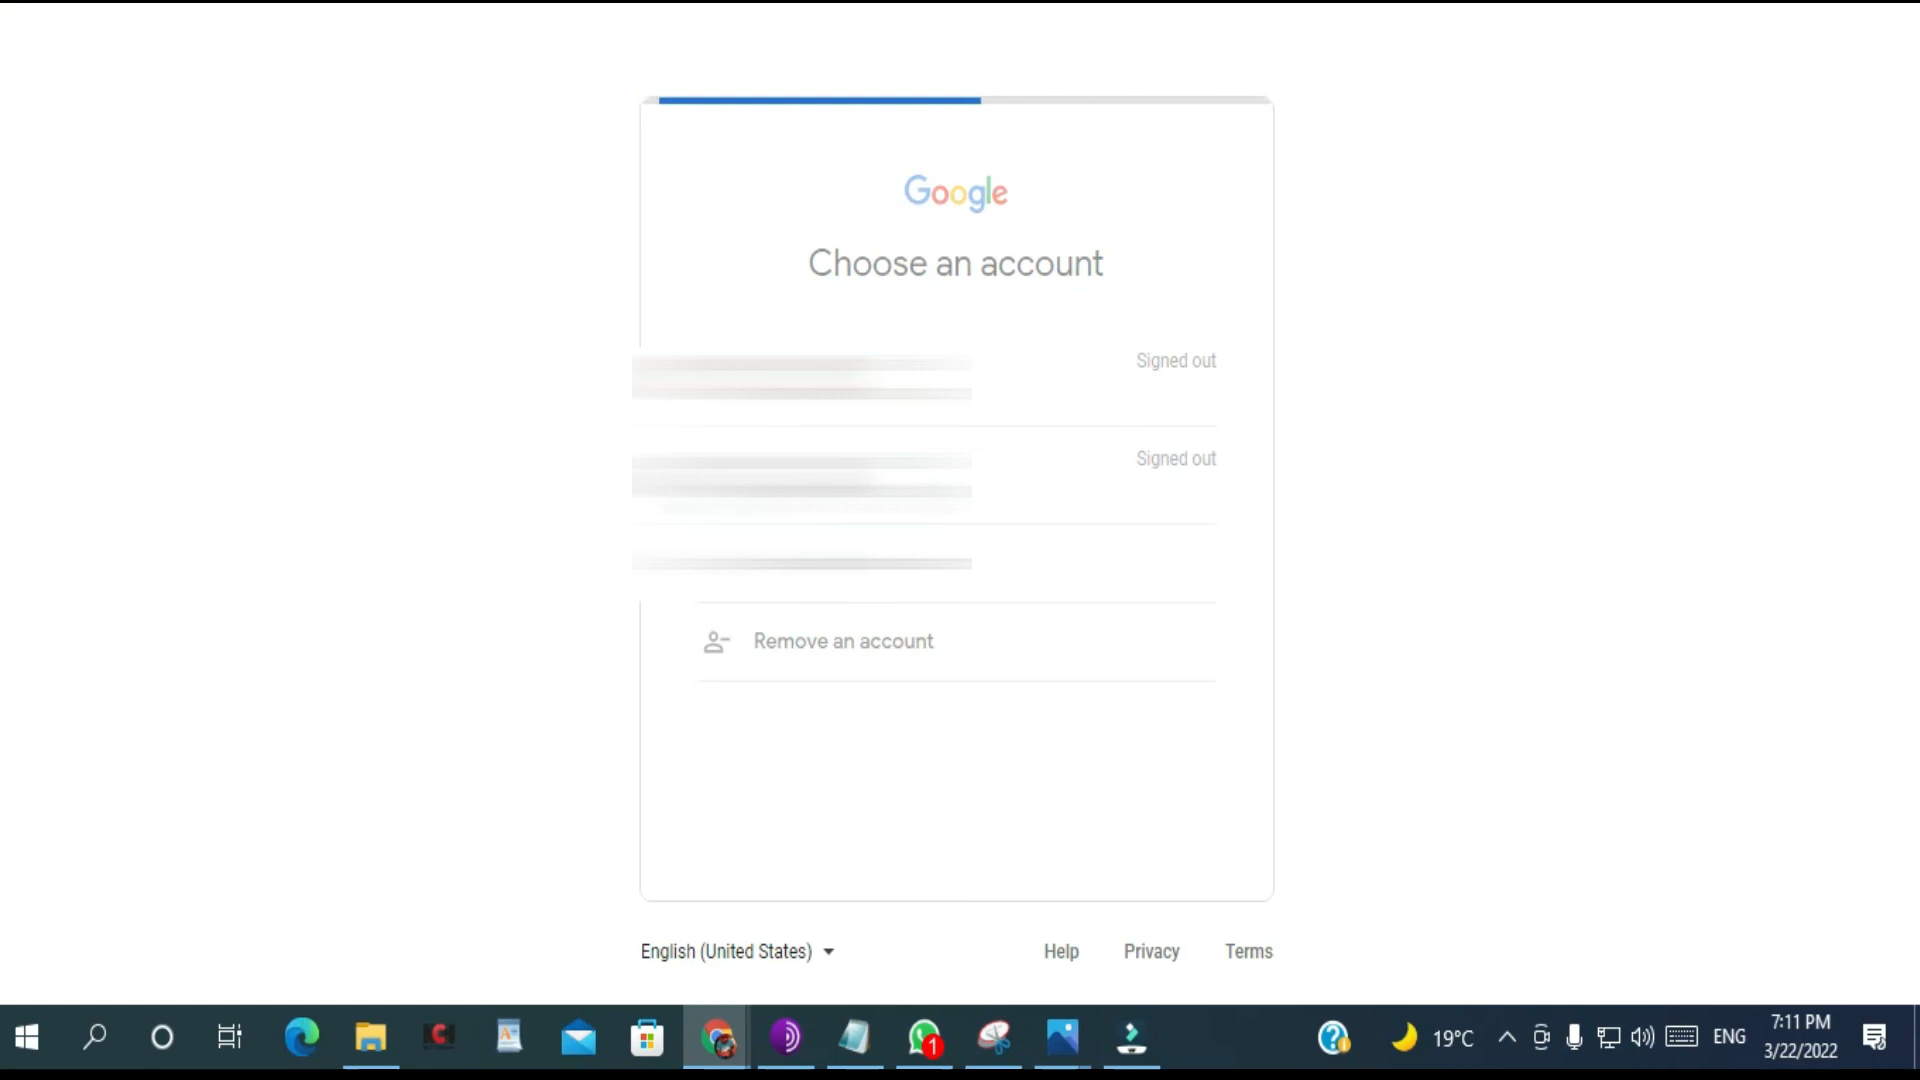 Google
Choose an account
Signed out
Signed out
Remove an account
English (United States)
Help Privacy Terms
1
19°C
ENG
7:11 PM
3/22/2022